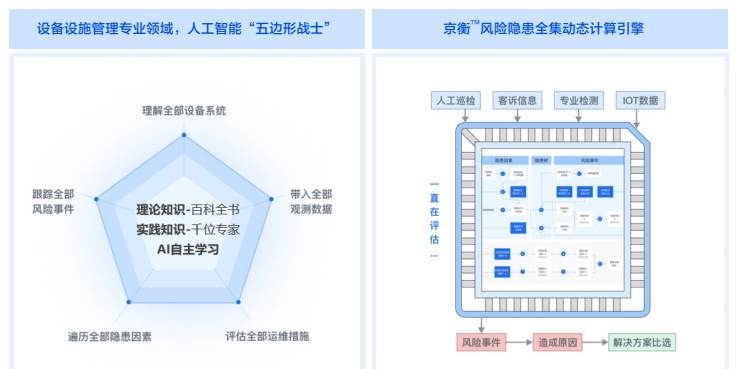 设备设施管理专业领域，人工智能“五边形战士”
理解全部设备系统
跟踪全部
风险事件
带入全部
观测数据
理论知识-百科全书
实践知识-千位专家
AI自主学习
遍历全部隐患因素
评估全部运维措施
京衡™风险隐患全集动态计算引擎
人工巡检
客诉信息
专业检测
IOT数据
一直在评估...
隐患因素
隐患树
风险事件
风险事件
造成原因
解决方案比选